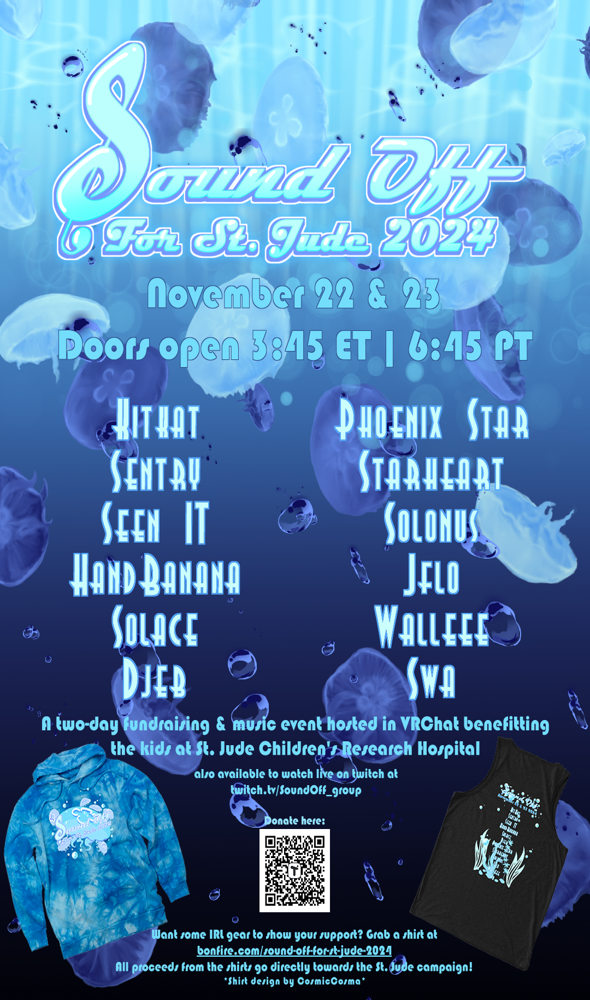 Sound Off
For St. Jude 2024
November 22 & 23
Doors open 3:45 ET | 6:45 PT
KitKat
Sentry
Seen IT
HandBanana
Solace
Djeb
Phoenix Star
Starheart
Solonus
Jflo
Walleee
Swa
A two-day fundraising & music event hosted in VRChat benefitting
the kids at St. Jude Children's Research Hospital
also available to watch live on twitch at
twitch.tv/SoundOff_group
Donate here:
Want some IRL gear to show your support? Grab a shirt at
bonfire.com/sound-off-for-st-jude-2024
All proceeds from the shirts go directly towards the St. Jude campaign!
*Shirt design by CosmicCosma*